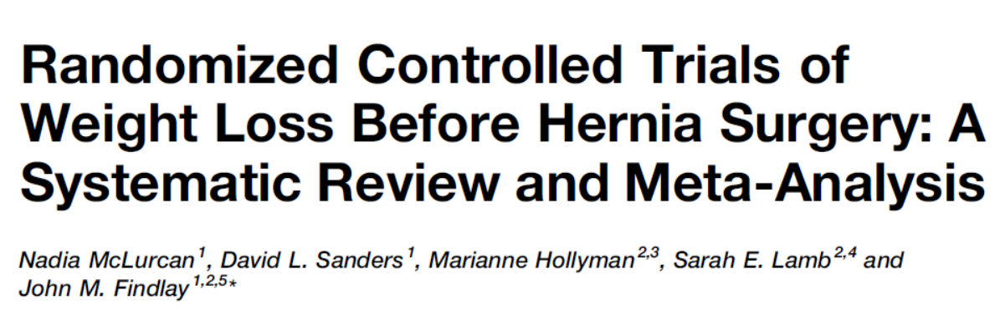 Randomized Controlled Trials of
Weight Loss Before Hernia Surgery: A
Systematic Review and Meta-Analysis
Nadia McLurcan 1, David L. Sanders 1, Marianne Hollyman 2,3, Sarah E. Lamb 2,4 and
John M. Findlay 1,2,5*